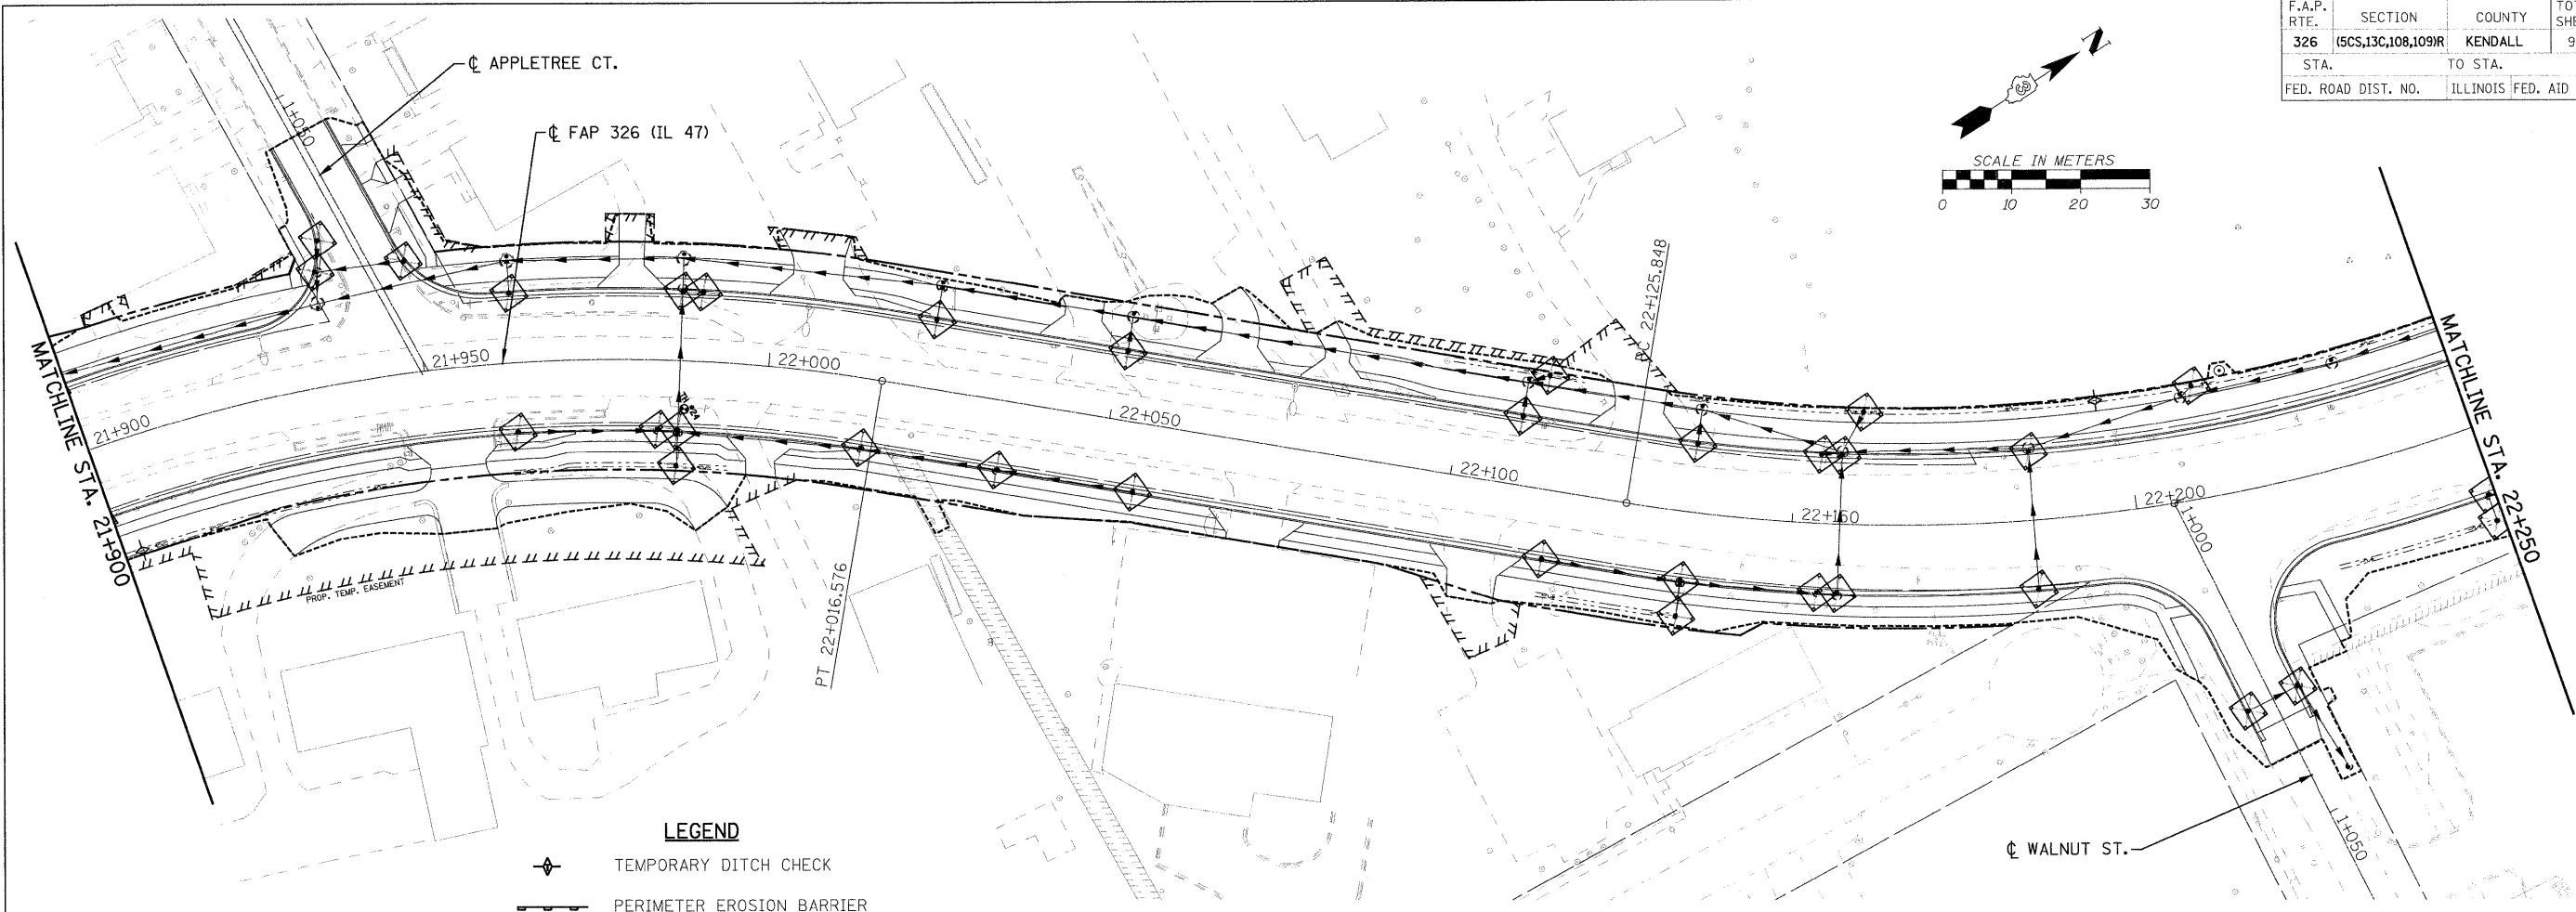 F.A.P. RTE. SECTION COUNTY
326 (5CS,13C,108,109)R KENDALL 9
STA. TO STA.
FED. ROAD DIST. NO. ILLINOIS FED. AID
℄ APPLETREE CT.
℄ FAP 326 (IL 47)
1+050
SCALE IN METERS
0 10 20 30
MATCHLINE STA. 21+900
21+900
21+950
22+000
22+050
22+100
22+150
22+200
22+125.848
PT 22+016.576
1+000
1+050
MATCHLINE STA. 22+250
PROP. TEMP. EASEMENT
℄ WALNUT ST.
LEGEND
TEMPORARY DITCH CHECK
PERIMETER EROSION BARRIER